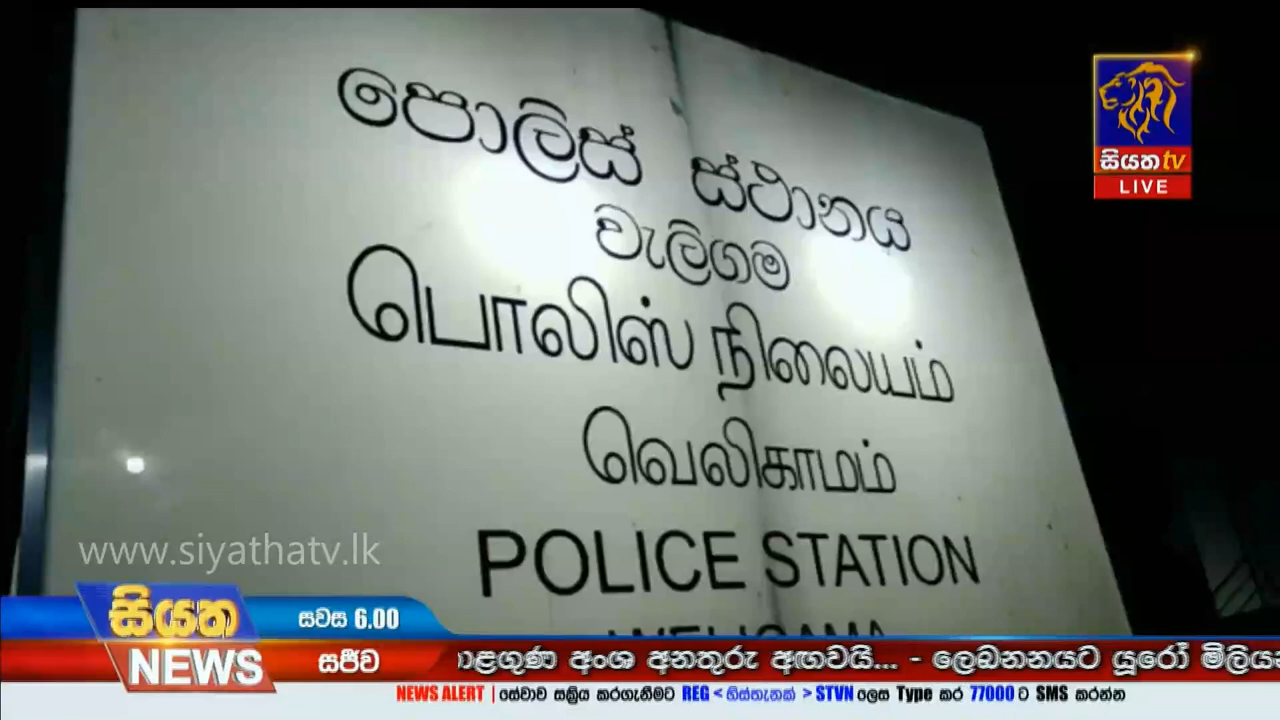 පොලිස් ස්ථානය
වැලිගම
பொலிஸ் நிலையம்
வெலிகாமம்
POLICE STATION
WELIGAMA
සියත tv
LIVE
www.siyathatv.lk
සියත
NEWS
සවස 6.00
සජීව
අංශ අනතුරු අඟවයි... - ලෙබනනයට යූරෝ
NEWS ALERT | සේවාව සක්‍රිය කරගැනීමට REG < හිස්තැනක් > STVN ලෙස Type කර 77000 ට SMS කරන්න